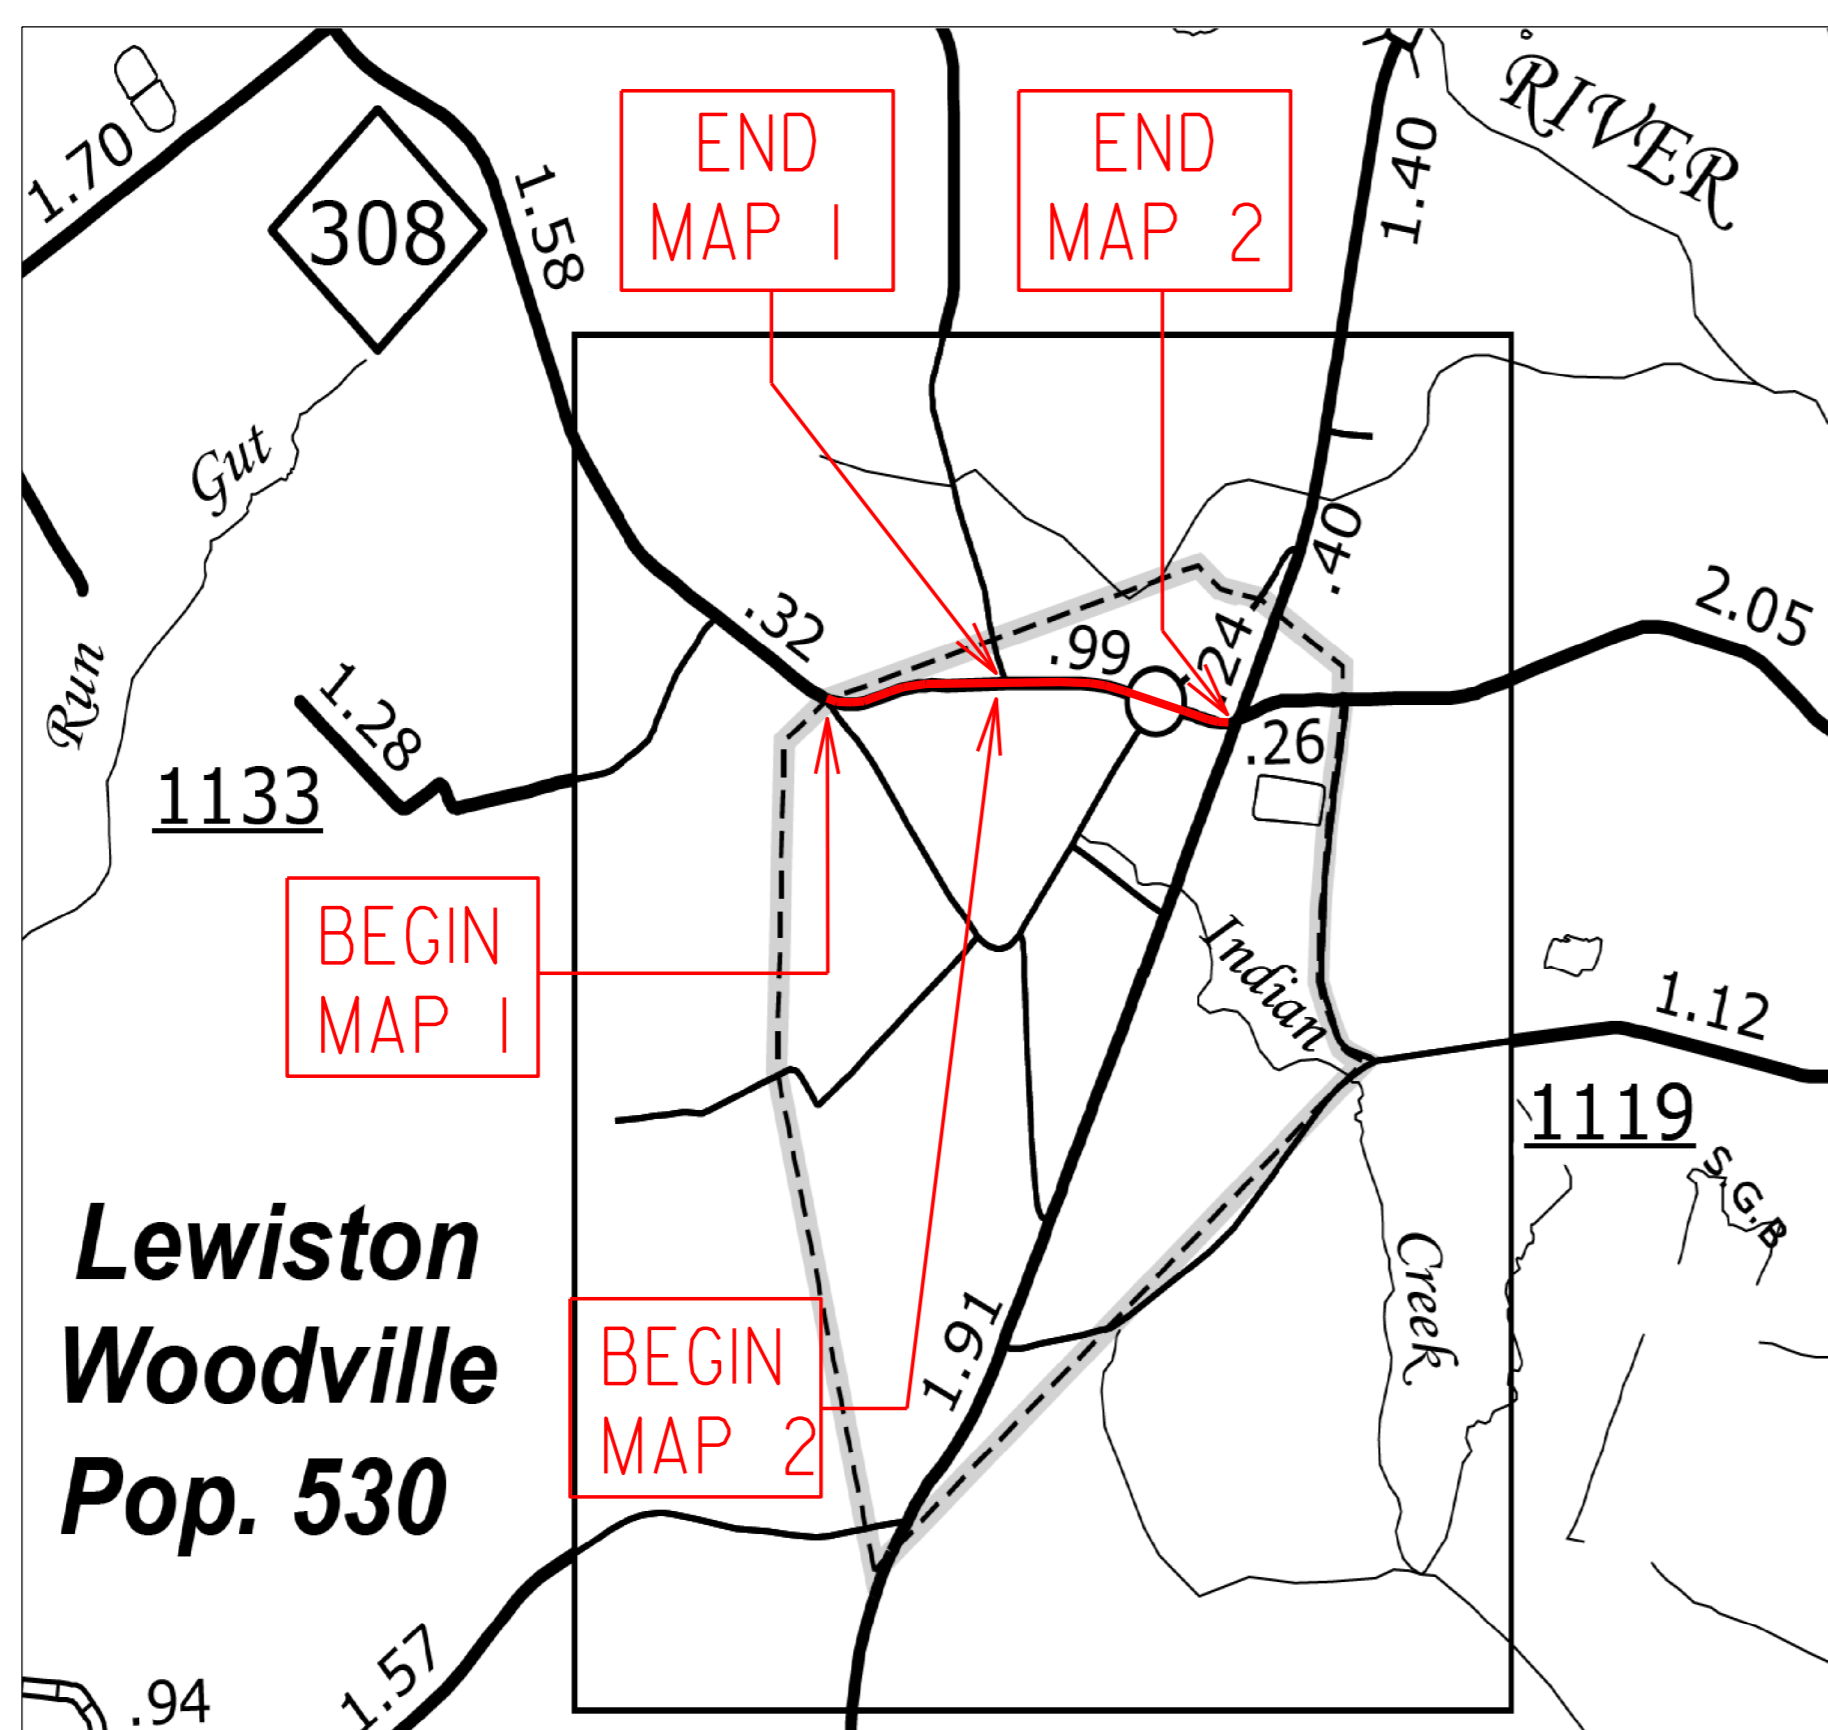 RIVER
1.70
308
1.58
END
MAP 1
END
MAP 2
1.40
Gut
Run
.40
.32
.99
.24
2.05
1.28
1133
.26
BEGIN
MAP 1
Indian
1.12
1119
S.G.B
Lewiston
Woodville
Pop. 530
Creek
BEGIN
MAP 2
1.91
1.57
.94